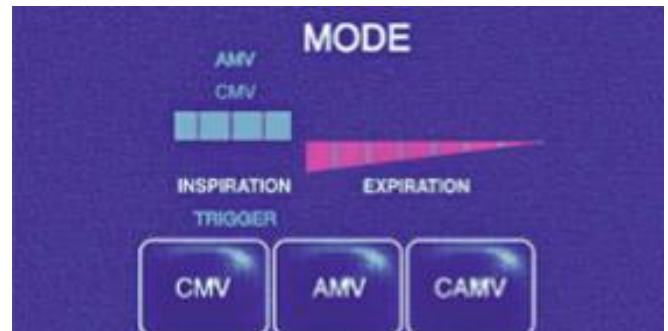 MODE
AMV
CMV
INSPIRATION EXPIRATION
TRIGGER
CMV AMV CAMV